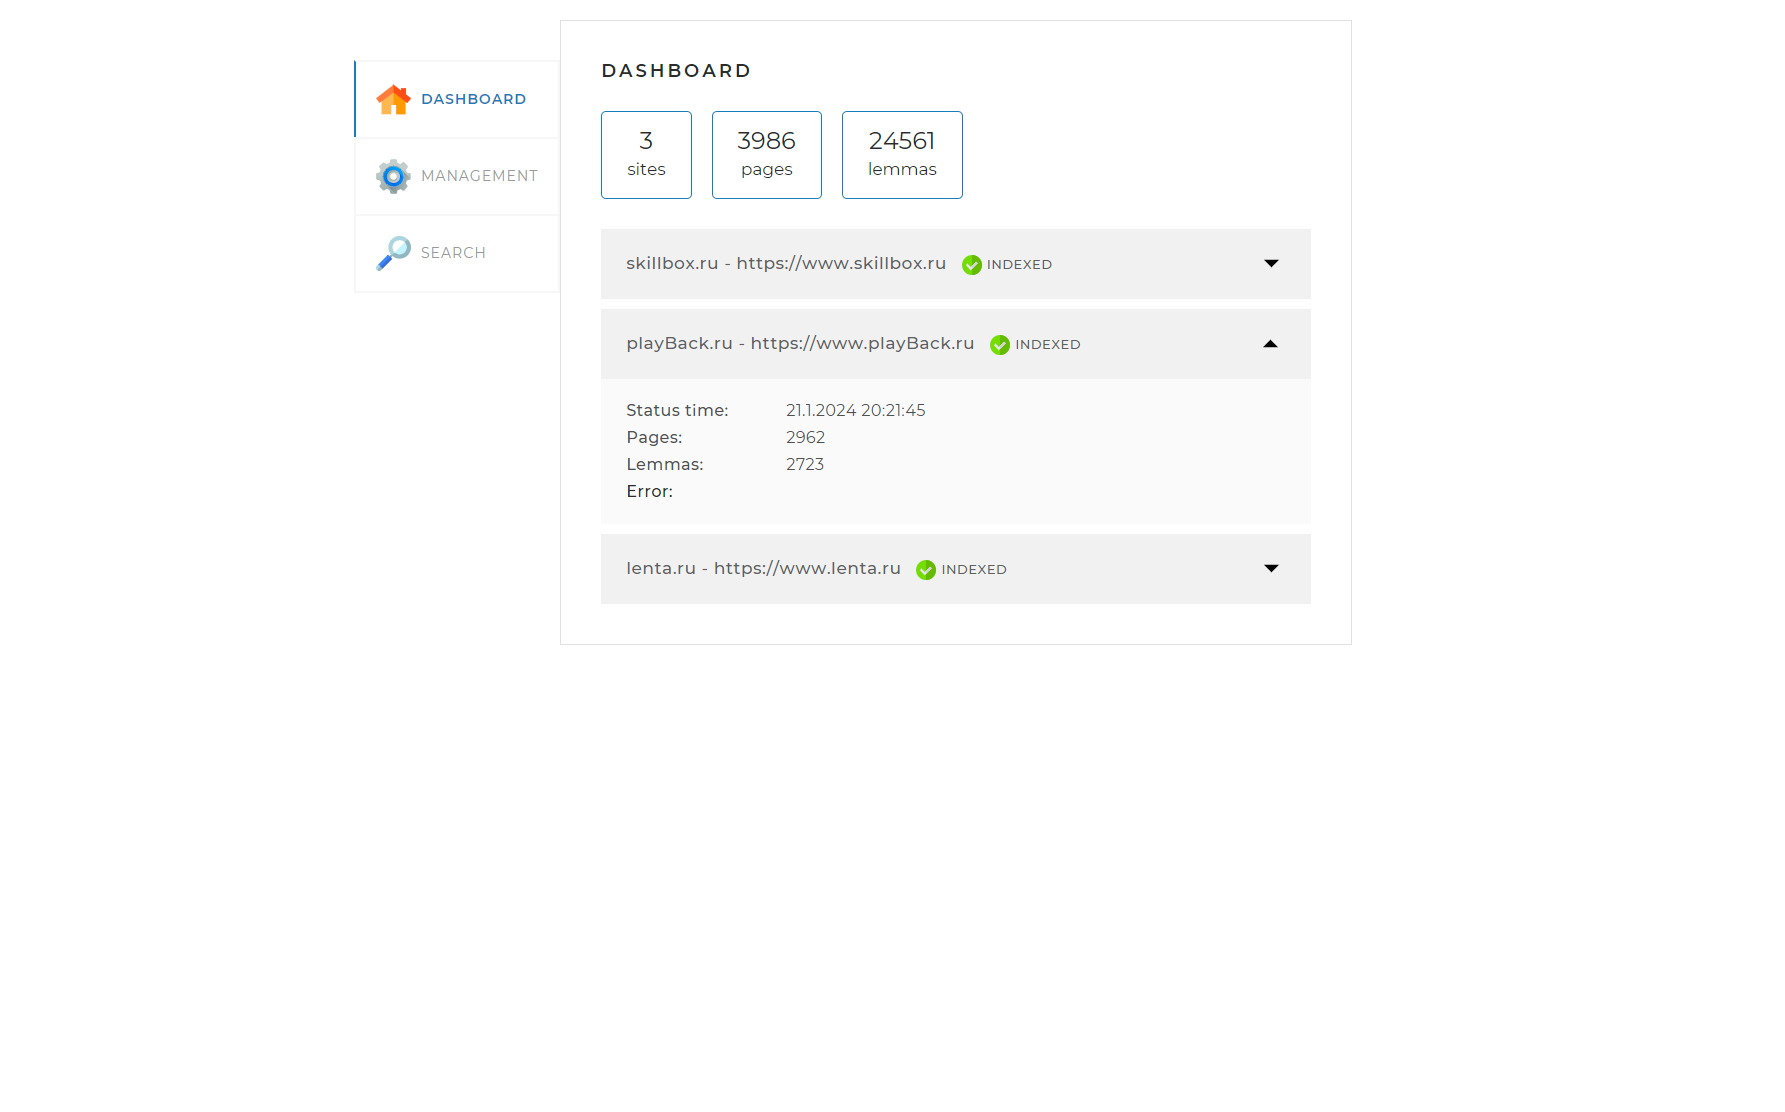 DASHBOARD
MANAGEMENT
SEARCH
DASHBOARD
3
sites
3986
pages
24561
lemmas
skillbox.ru - https://www.skillbox.ru INDEXED
playBack.ru - https://www.playBack.ru INDEXED
Status time: 21.1.2024 20:21:45
Pages: 2962
Lemmas: 2723
Error:
lenta.ru - https://www.lenta.ru INDEXED